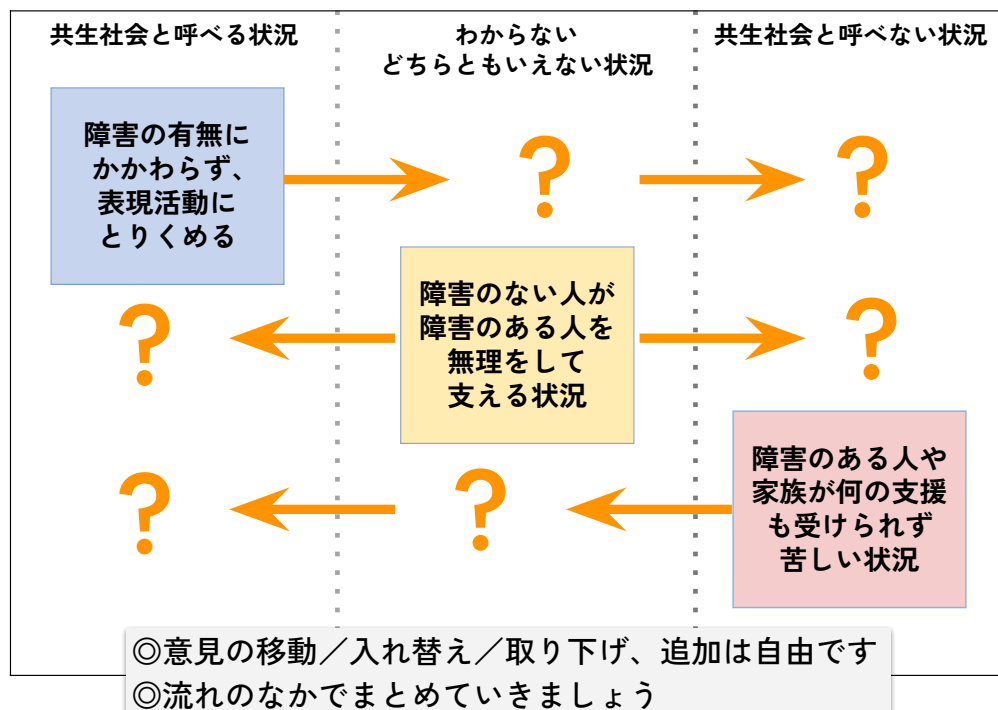 共生社会と呼べる状況
わからない
どちらともいえない状況
共生社会と呼べない状況
障害の有無に
かかわらず、
表現活動に
とりくめる
?
?
障害のない人が
障害のある人を
無理をして
支える状況
?
?
障害のある人や
家族が何の支援
も受けられず
苦しい状況
?
?
◎意見の移動／入れ替え／取り下げ、追加は自由です
◎流れのなかでまとめていきましょう